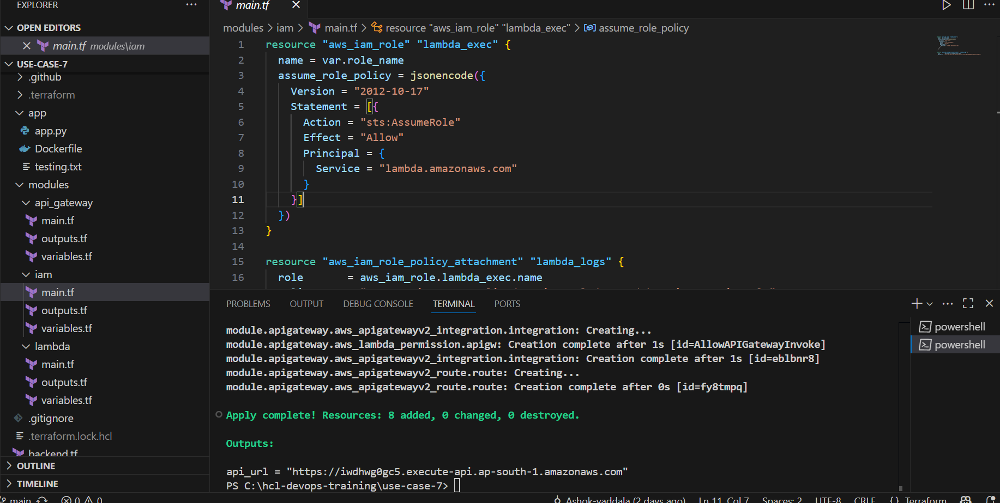 EXPLORER
OPEN EDITORS
main.tf modules\iam
USE-CASE-7
.github
.terraform
app
app.py
Dockerfile
testing.txt
modules
api_gateway
main.tf
outputs.tf
variables.tf
iam
main.tf
outputs.tf
variables.tf
lambda
main.tf
outputs.tf
variables.tf
.gitignore
.terraform.lock.hcl
backend.tf
OUTLINE
TIMELINE
main.tf
modules > iam > main.tf > resource "aws_iam_role" "lambda_exec" > assume_role_policy
1 resource "aws_iam_role" "lambda_exec" {
2 name = var.role_name
3 assume_role_policy = jsonencode({
4 Version = "2012-10-17"
5 Statement = [{
6 Action = "sts:AssumeRole"
7 Effect = "Allow"
8 Principal = {
9 Service = "lambda.amazonaws.com"
10 }
11 }]
12 })
13 }
14
15 resource "aws_iam_role_policy_attachment" "lambda_logs" {
16 role = aws_iam_role.lambda_exec.name
PROBLEMS OUTPUT DEBUG CONSOLE TERMINAL PORTS
module.apigateway.aws_apigatewayv2_integration.integration: Creating...
module.apigateway.aws_lambda_permission.apigw: Creation complete after 1s [id=AllowAPIGatewayInvoke]
module.apigateway.aws_apigatewayv2_integration.integration: Creation complete after 1s [id=eblbnr8]
module.apigateway.aws_apigatewayv2_route.route: Creating...
module.apigateway.aws_apigatewayv2_route.route: Creation complete after 0s [id=fy8tmpq]
Apply complete! Resources: 8 added, 0 changed, 0 destroyed.
Outputs:
api_url = "https://iwdhwg0gc5.execute-api.ap-south-1.amazonaws.com"
PS C:\hcl-devops-training\use-case-7>
powershell
powershell
main 0 0 Ashok-vaddala (2 days ago) Ln 11, Col 7 Spaces: 2 UTF-8 CRLF {} Terraform